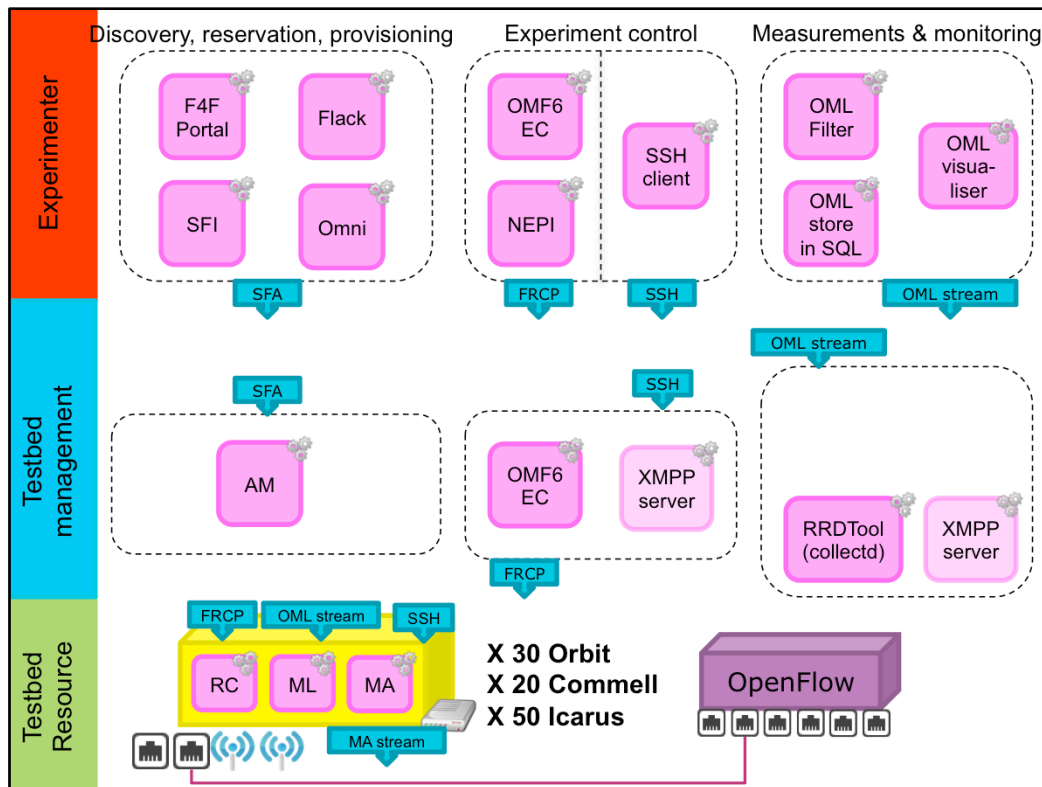 Discovery, reservation, provisioning
Experiment control
Measurements & monitoring
Experimenter
F4F
Portal
Flack
SFI
Omni
OMF6
EC
NEPI
SSH
client
OML
Filter
OML
visua-
liser
OML
store
in SQL
SFA
FRCP
SSH
OML stream
OML stream
Testbed
management
SFA
SSH
AM
OMF6
EC
XMPP
server
RRDTool
(collectd)
XMPP
server
FRCP
Testbed
Resource
FRCP
OML stream
SSH
RC
ML
MA
MA stream
X 30 Orbit
X 20 Commell
X 50 Icarus
OpenFlow